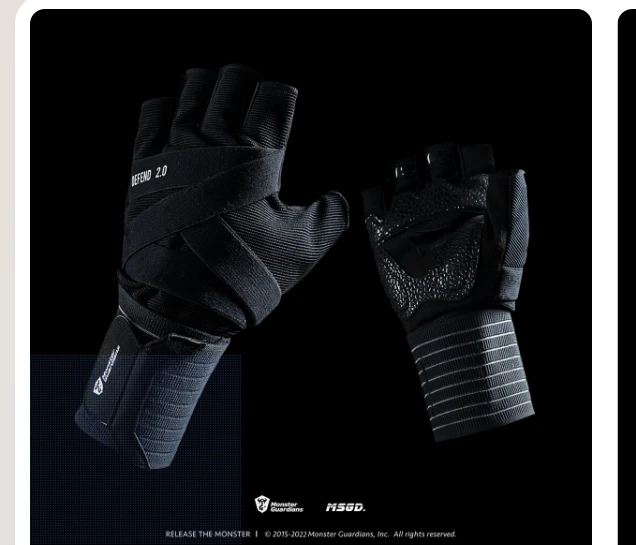 DEFEND 2.0
Monster
Guardians
MSGD.
RELEASE THE MONSTER | © 2015-2022 Monster Guardians, Inc. All rights reserved.